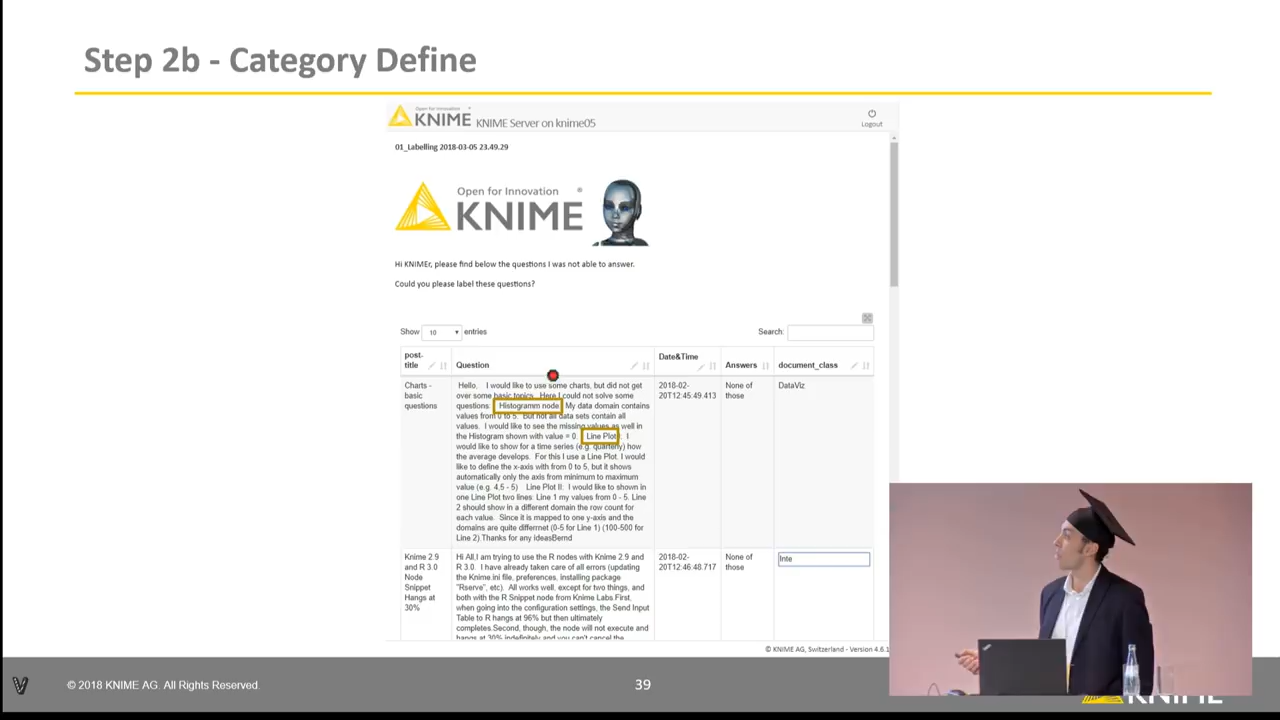 Step 2b - Category Define
Open for Innovation
KNIME
KNIME Server on knime05
Logout
01_Labelling 2018-03-05 23.49.29
Open for Innovation
KNIME
Hi KNIMEr, please find below the questions I was not able to answer.
Could you please label these questions?
Show 10 entries
Search:
post-title
Question
Date&Time
Answers
document_class
Charts -
basic
questions
Hello, I would like to use some charts, but did not get
over some basic topics. Here I could not solve some
questions: Histogramm node: My data domain contains
values from 0 to 5. But not all data sets contain all
values. I would like to see the missing values as well in
the Histogram shown with value = 0. Line Plot I
would like to show for a time series (e.g. quarterly) how
the average develops. For this I use a Line Plot. I would
like to define the x-axis with from 0 to 5, but it shows
automatically only the axis from minimum to maximum
value (e.g. 4,5 - 5) Line Plot II: I would like to shown in
one Line Plot two lines: Line 1 my values from 0 - 5. Line
2 should show in a different domain the row count for
each value. Since it is mapped to one y-axis and the
domains are quite differrnet (0-5 for Line 1) (100-500 for
Line 2).Thanks for any ideasBernd
2018-02-
20T12:45:49.413
None of
those
DataViz
Knime 2.9
and R 3.0
Node
Snippet
Hangs at
30%
Hi All,I am trying to use the R nodes with Knime 2.9 and
R 3.0. I have already taken care of all errors (updating
the Knime.ini file, preferences, installing package
"Rserve", etc). All works well, except for two things, and
both with the R Snippet node from Knime Labs.First,
when going into the configuration settings, the Send Input
Table to R hangs at 96% but then ultimately
completes.Second, though, the node will not execute and
hangs at 30% indefinitely and you can't cancel the
2018-02-
20T12:46:48.717
None of
those
Inte
© KNIME AG, Switzerland - Version 4.6.1
© 2018 KNIME AG. All Rights Reserved.
39
KNIME